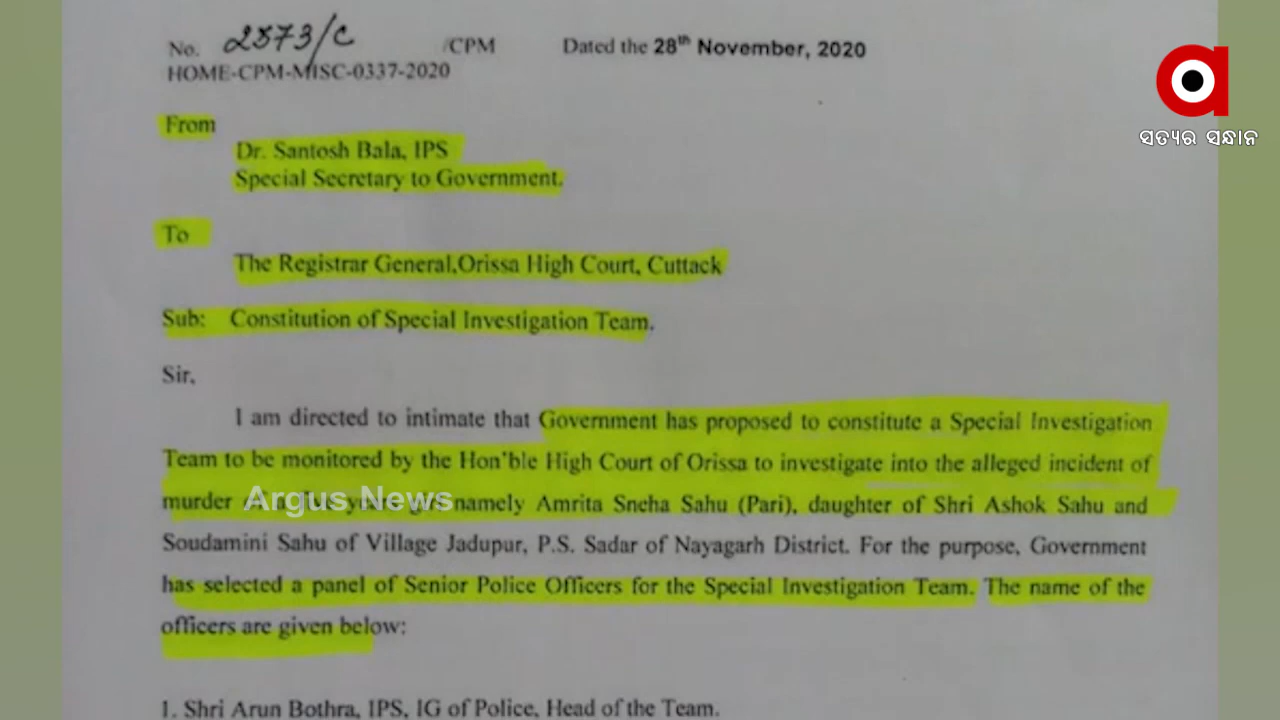 No. 2573/C /CPM Dated the 28th November, 2020
HOME-CPM-MISC-0337-2020
ସତ୍ୟର ସନ୍ଧାନ
From
Dr. Santosh Bala, IPS
Special Secretary to Government.
To
The Registrar General,Orissa High Court, Cuttack
Sub: Constitution of Special Investigation Team.
Sir,
I am directed to intimate that Government has proposed to constitute a Special Investigation
Team to be monitored by the Hon'ble High Court of Orissa to investigate into the alleged incident of
murder namely Amrita Sneha Sahu (Pari), daughter of Shri Ashok Sahu and
Argus News
Soudamini Sahu of Village Jadupur, P.S. Sadar of Nayagarh District. For the purpose, Government
has selected a panel of Senior Police Officers for the Special Investigation Team. The name of the
officers are given below:
1. Shri Arun Bothra, IPS, IG of Police, Head of the Team.